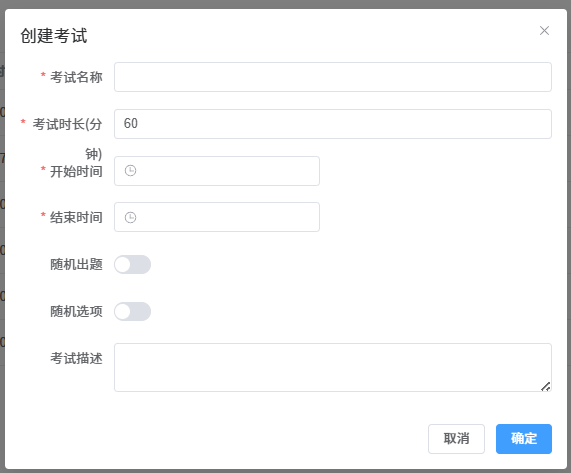 创建考试
* 考试名称
* 考试时长(分
钟)
60
* 开始时间
* 结束时间
随机出题
随机选项
考试描述
取消
确定